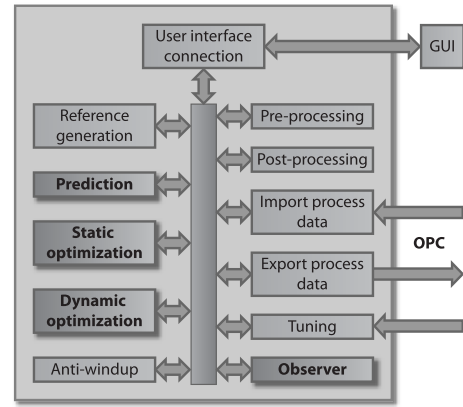 User interface
connection
GUI
Reference
generation
Pre-processing
Post-processing
Prediction
Import process
data
Static
optimization
OPC
Export process
data
Dynamic
optimization
Tuning
Anti-windup
Observer